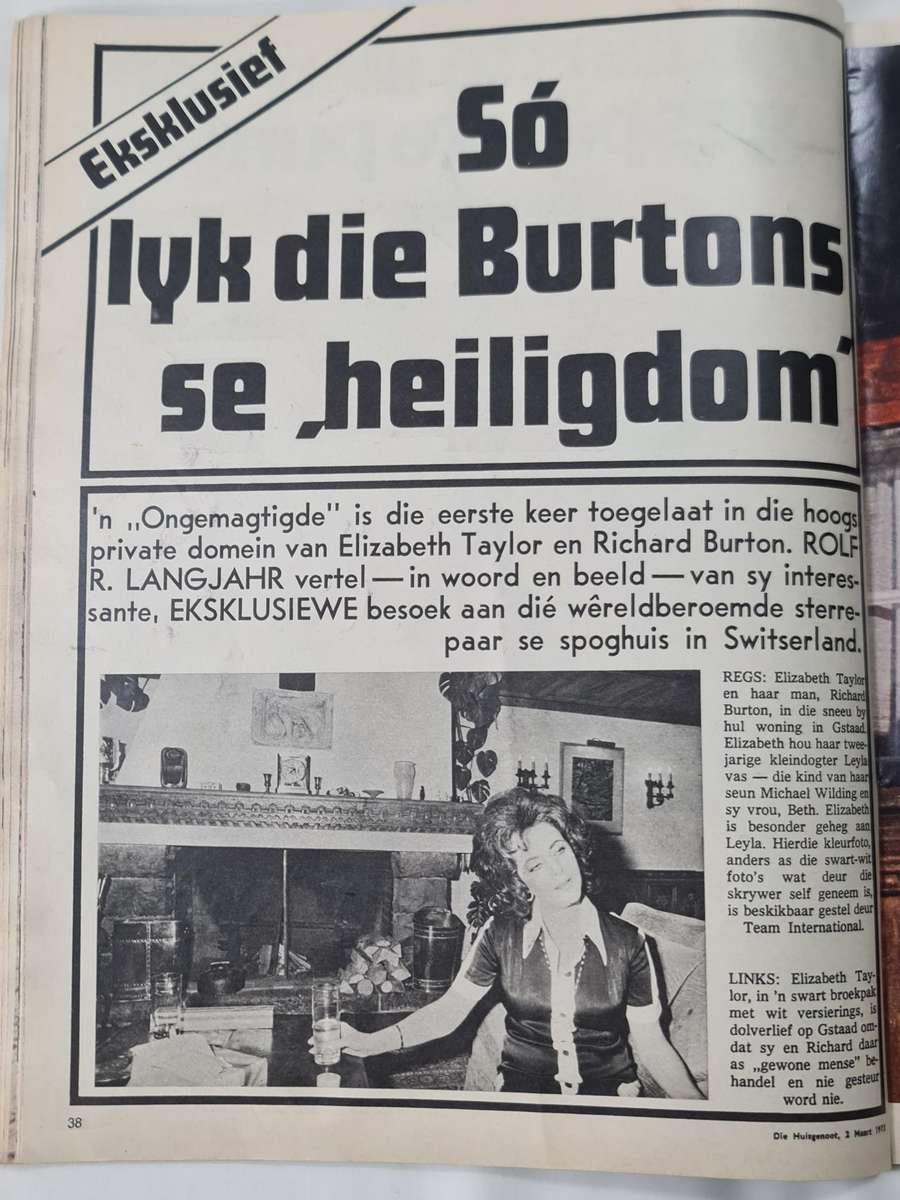 Eksklusief
Só
lyk die Burtons
se ‚heiligdom'
'n ,,Ongemagtigde" is die eerste keer toegelaat in die hoogs
private domein van Elizabeth Taylor en Richard Burton. ROLF
R. LANGJAHR vertel — in woord en beeld — van sy interes-
sante, EKSKLUSIEWE besoek aan dié wêreldberoemde sterre-
paar se spoghuis in Switserland.
REGS: Elizabeth Taylor
en haar man, Richard
Burton, in die sneeu by
hul woning in Gstaad.
Elizabeth hou haar twee-
jarige kleindogter Leyla
vas — die kind van haar
seun Michael Wilding en
sy vrou, Beth. Elizabeth
is besonder geheg aan
Leyla. Hierdie kleurfoto,
anders as die swart-wit
foto's wat deur die
skrywer self geneem is,
is beskikbaar gestel deur
Team International.
LINKS: Elizabeth Tay-
lor, in 'n swart broekpak
met wit versierings, is
dolverlief op Gstaad om-
dat sy en Richard daar
as ,,gewone mense" be-
handel en nie gesteur
word nie.
38
Die Huisgenoot, 2 Maart 1973